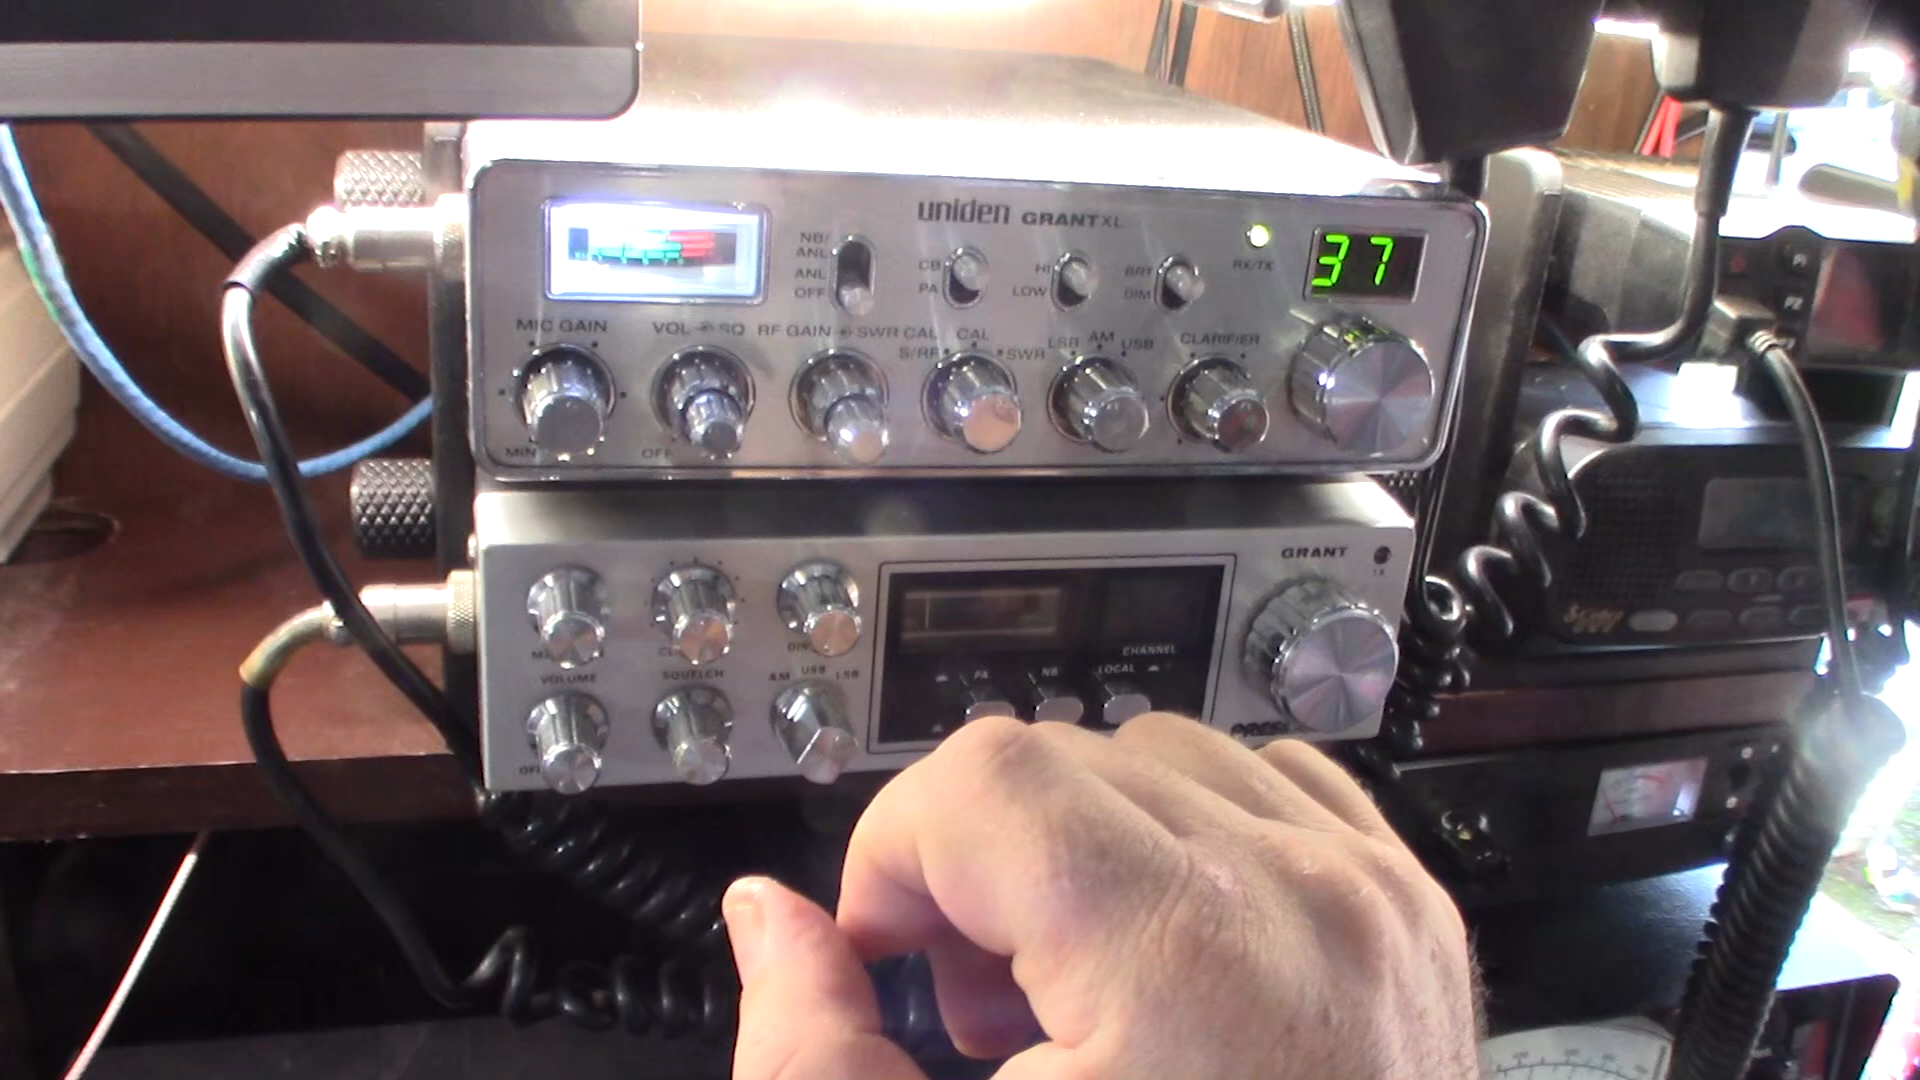 uniden GRANT XL
NB/
ANL
ANL
OFF
CB
PA
HI
LOW
BRT
DIM
RX/TX
37
MIC GAIN
VOL SQ
RF GAIN SWR CAL
CAL
S/RF
SWR
LSB AM USB
CLARIFIER
MIN
OFF
GRANT
VOLUME
SQUELCH
AM USB LSB
PA
NB
CHANNEL
LOCAL
F1
F2